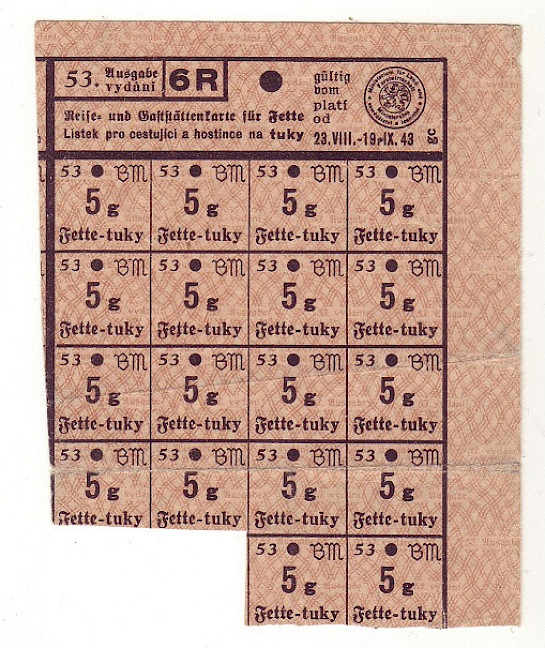 53. Ausgabe vydání 6R
gültig vom
platí od
23.VIII.-19.IX. 43
Reise- und Gaststättenkarte für Fette
Lístek pro cestující a hostince na tuky
53 BM 53 BM 53 BM 53 BM
5 g 5 g 5 g 5 g
Fette-tuky Fette-tuky Fette-tuky Fette-tuky
53 BM 53 BM 53 BM 53 BM
5 g 5 g 5 g 5 g
Fette-tuky Fette-tuky Fette-tuky Fette-tuky
53 BM 53 BM 53 BM 53 BM
5 g 5 g 5 g 5 g
Fette-tuky Fette-tuky Fette-tuky Fette-tuky
53 BM 53 BM 53 BM 53 BM
5 g 5 g 5 g 5 g
Fette-tuky Fette-tuky Fette-tuky Fette-tuky
53 BM 53 BM
5 g 5 g
Fette-tuky Fette-tuky